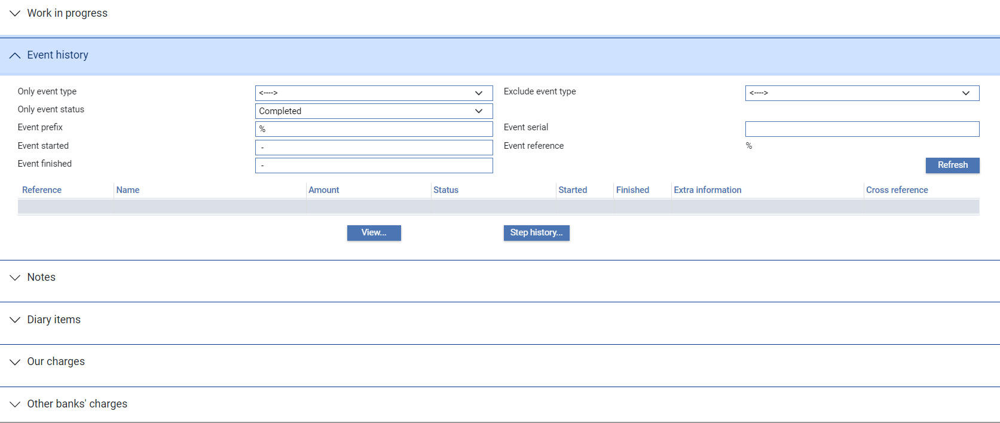 Work in progress
Event history
Only event type <----> Exclude event type <---->
Only event status Completed
Event prefix % Event serial
Event started - Event reference %
Event finished - Refresh
Reference Name Amount Status Started Finished Extra information Cross reference
View... Step history...
Notes
Diary items
Our charges
Other banks' charges